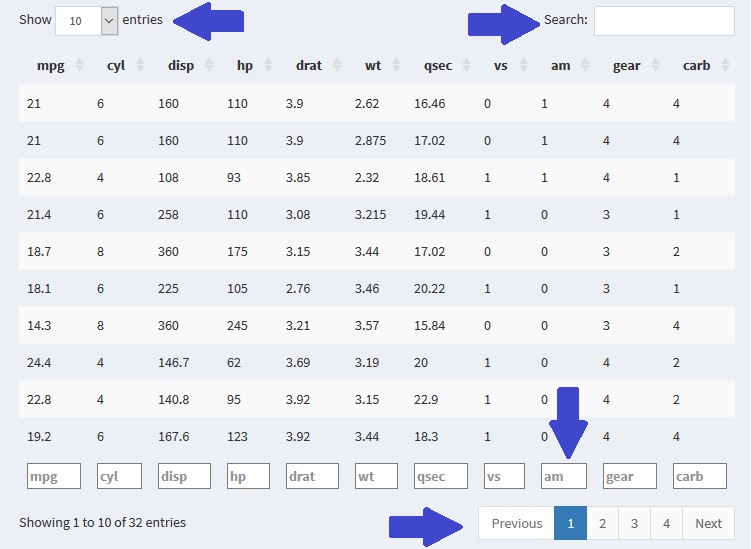 Show 10 entries Search:
mpg cyl disp hp drat wt qsec vs am gear carb
21 6 160 110 3.9 2.62 16.46 0 1 4 4
21 6 160 110 3.9 2.875 17.02 0 1 4 4
22.8 4 108 93 3.85 2.32 18.61 1 1 4 1
21.4 6 258 110 3.08 3.215 19.44 1 0 3 1
18.7 8 360 175 3.15 3.44 17.02 0 0 3 2
18.1 6 225 105 2.76 3.46 20.22 1 0 3 1
14.3 8 360 245 3.21 3.57 15.84 0 0 3 4
24.4 4 146.7 62 3.69 3.19 20 1 0 4 2
22.8 4 140.8 95 3.92 3.15 22.9 1 0 4 2
19.2 6 167.6 123 3.92 3.44 18.3 1 0 4 4
mpg cyl disp hp drat wt qsec vs am gear carb
Showing 1 to 10 of 32 entries Previous 1 2 3 4 Next